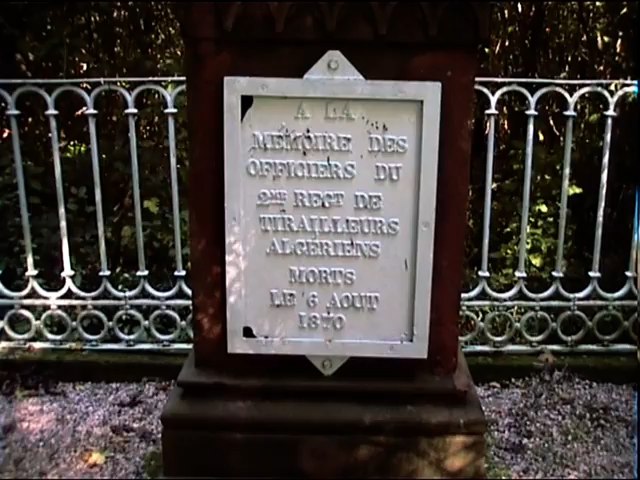 A LA
MÉMOIRE DES
OFFICIERS DU
2ME REGT DE
TIRAILLEURS
ALGÉRIENS
MORTS
LE 6 AOUT
1870